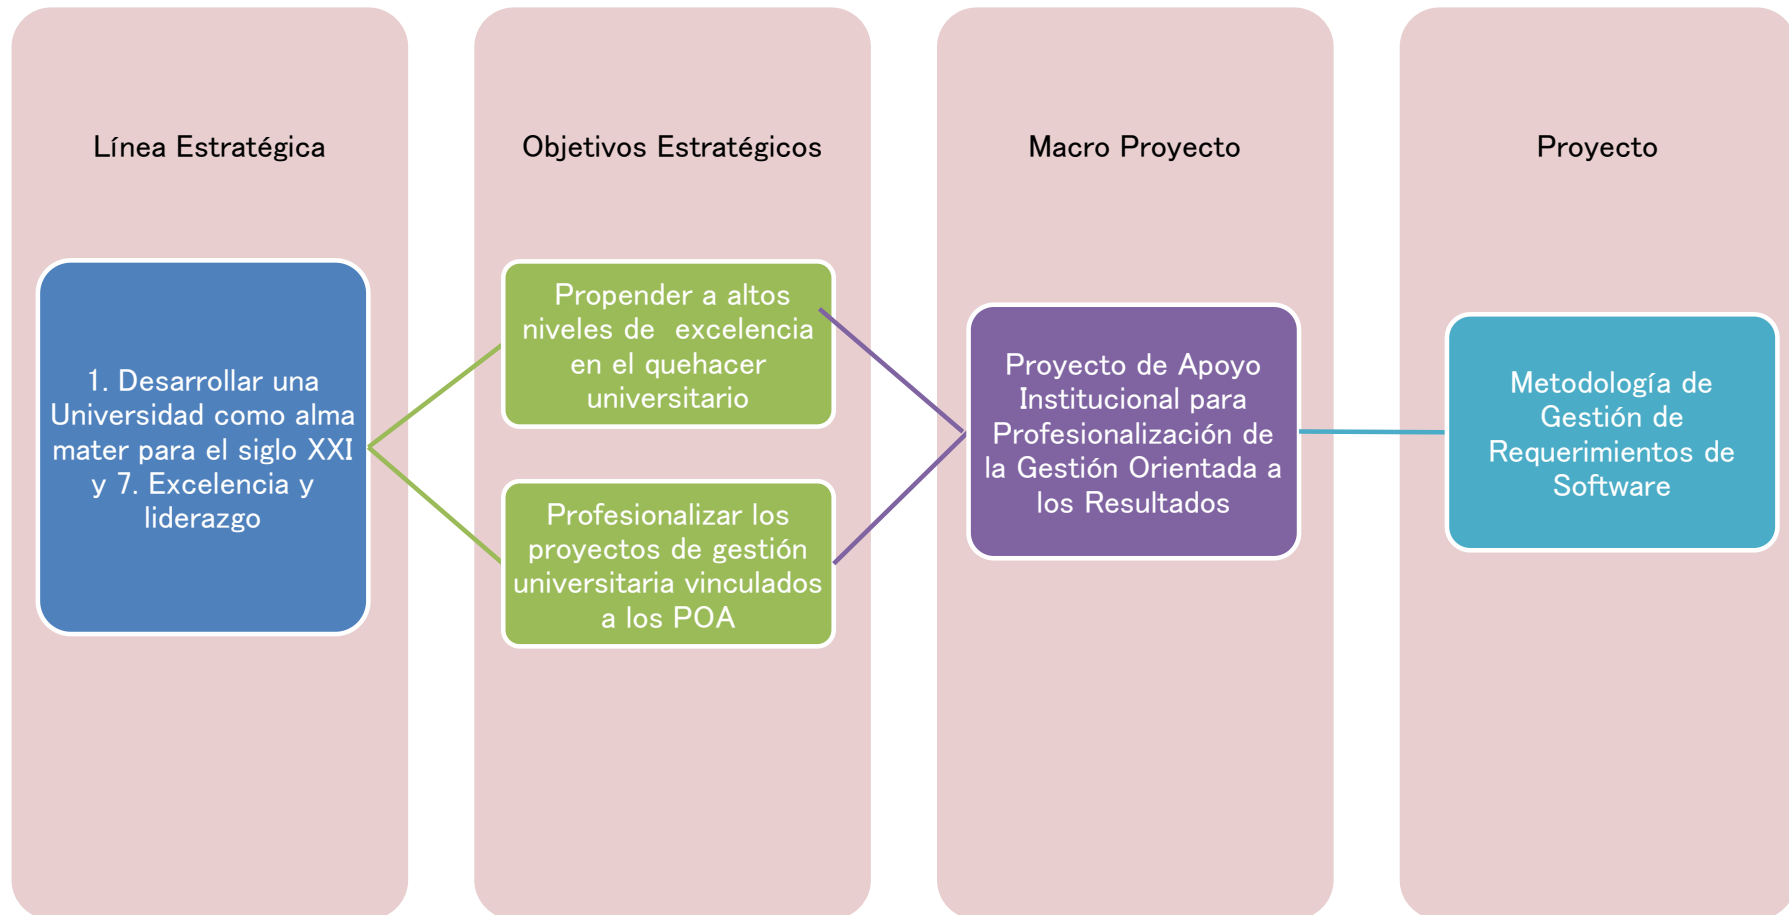 Línea Estratégica
1. Desarrollar una
Universidad como alma
mater para el siglo XXI
y 7. Excelencia y
liderazgo
Objetivos Estratégicos
Propender a altos
niveles de excelencia
en el quehacer
universitario
Profesionalizar los
proyectos de gestión
universitaria vinculados
a los POA
Macro Proyecto
Proyecto de Apoyo
Institucional para
Profesionalización de
la Gestión Orientada a
los Resultados
Proyecto
Metodología de
Gestión de
Requerimientos de
Software